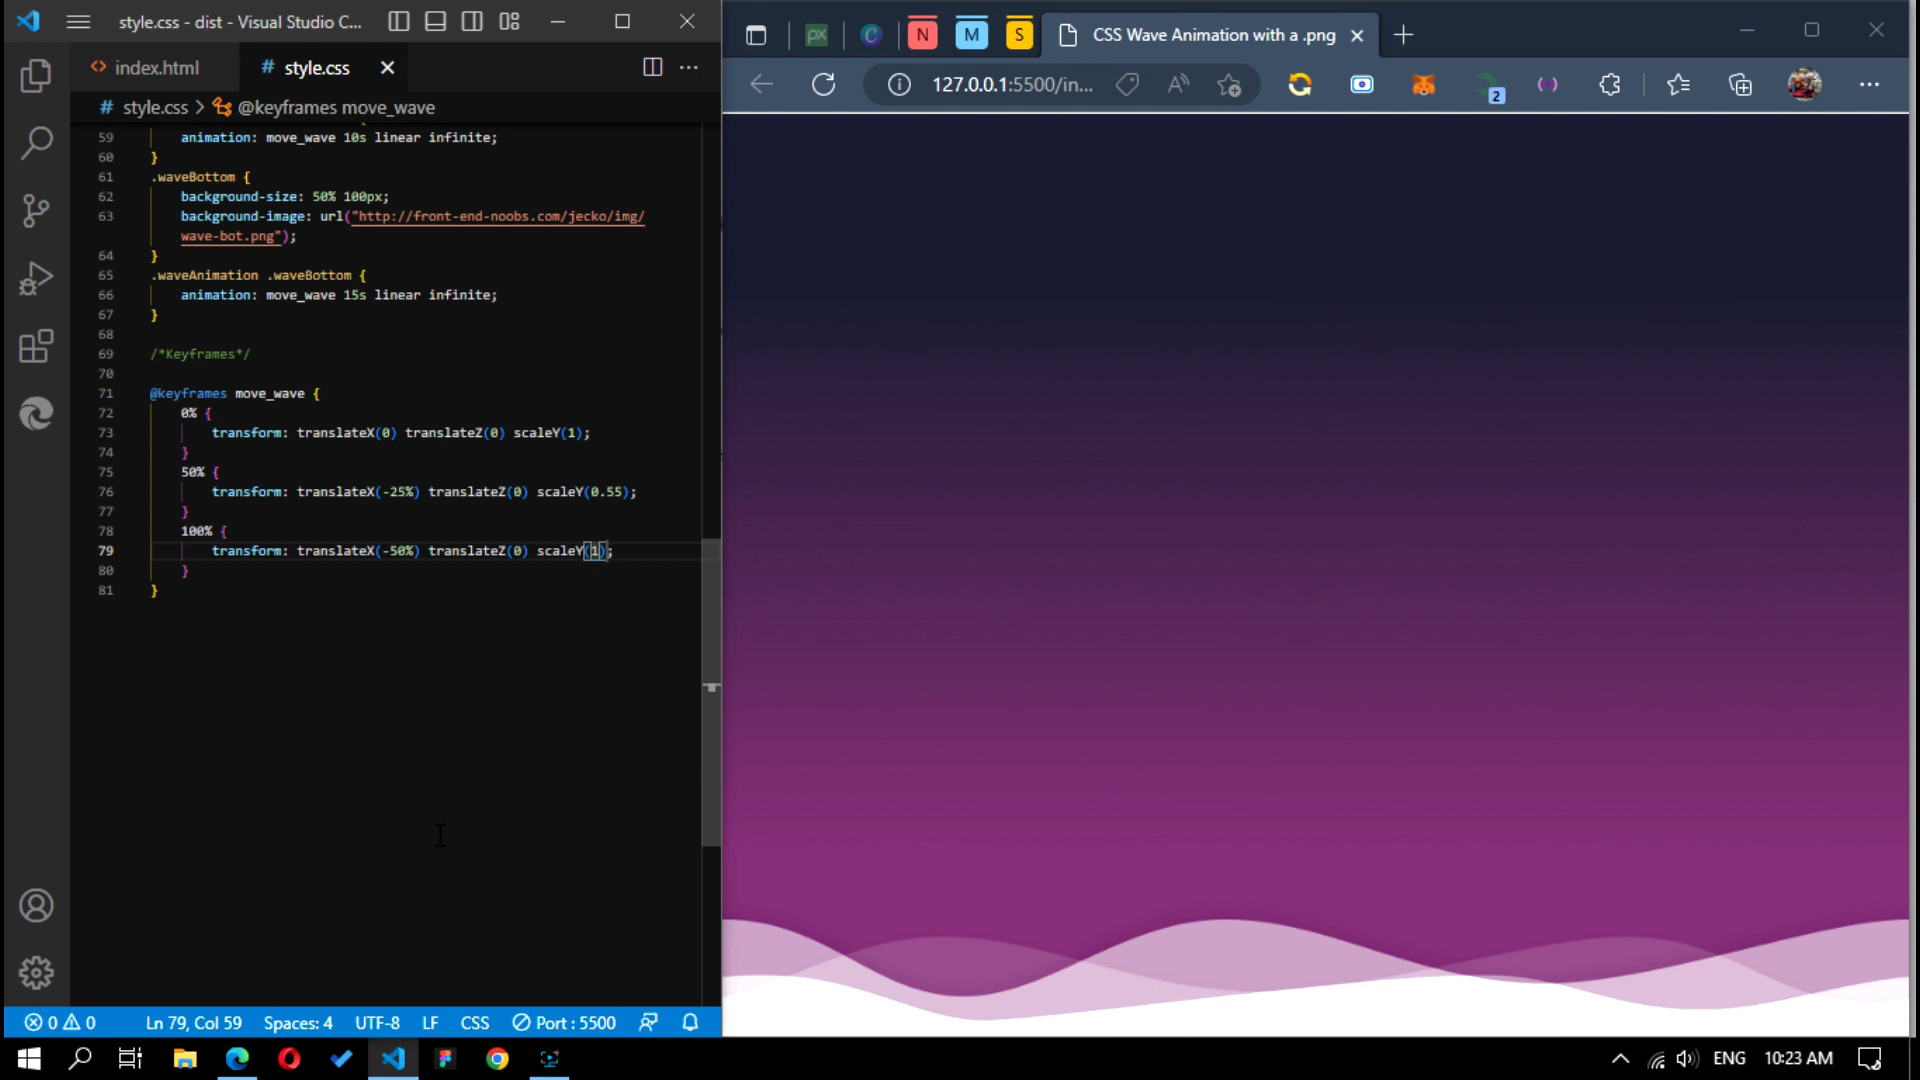 style.css - dist - Visual Studio C...
index.html
# style.css
# style.css > @keyframes move_wave
59 animation: move_wave 10s linear infinite;
60 }
61 .waveBottom {
62 background-size: 50% 100px;
63 background-image: url("http://front-end-noobs.com/jecko/img/
wave-bot.png");
64 }
65 .waveAnimation .waveBottom {
66 animation: move_wave 15s linear infinite;
67 }
68
69 /*Keyframes*/
70
71 @keyframes move_wave {
72 0% {
73 transform: translateX(0) translateZ(0) scaleY(1);
74 }
75 50% {
76 transform: translateX(-25%) translateZ(0) scaleY(0.55);
77 }
78 100% {
79 transform: translateX(-50%) translateZ(0) scaleY(1);
80 }
81 }
0 0 Ln 79, Col 59 Spaces: 4 UTF-8 LF CSS Port : 5500
px C N M S CSS Wave Animation with a .png
127.0.0.1:5500/in... A 2
ENG 10:23 AM